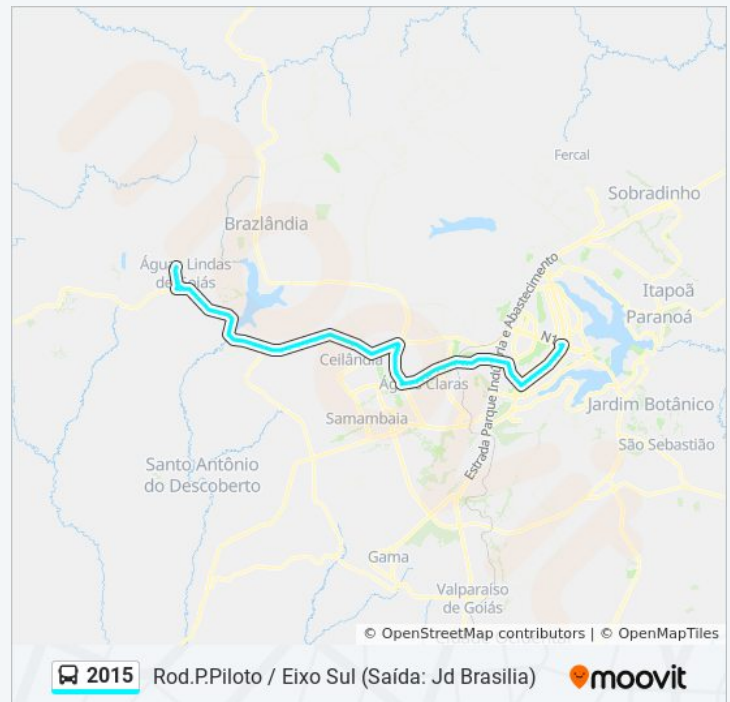 Fercal
Sobradinho
Brazlândia
Águas Lindas
de Goiás
Itapoã
Paranoá
Estrada Parque Indústria e Abastecimento
N1
Ceilândia
Águas Claras
Jardim Botânico
Samambaia
São Sebastião
Santo Antônio
do Descoberto
Gama
Valparaíso
de Goiás
© OpenStreetMap contributors | © OpenMapTiles
2015 Rod.P.Piloto / Eixo Sul (Saída: Jd Brasilia) moovit